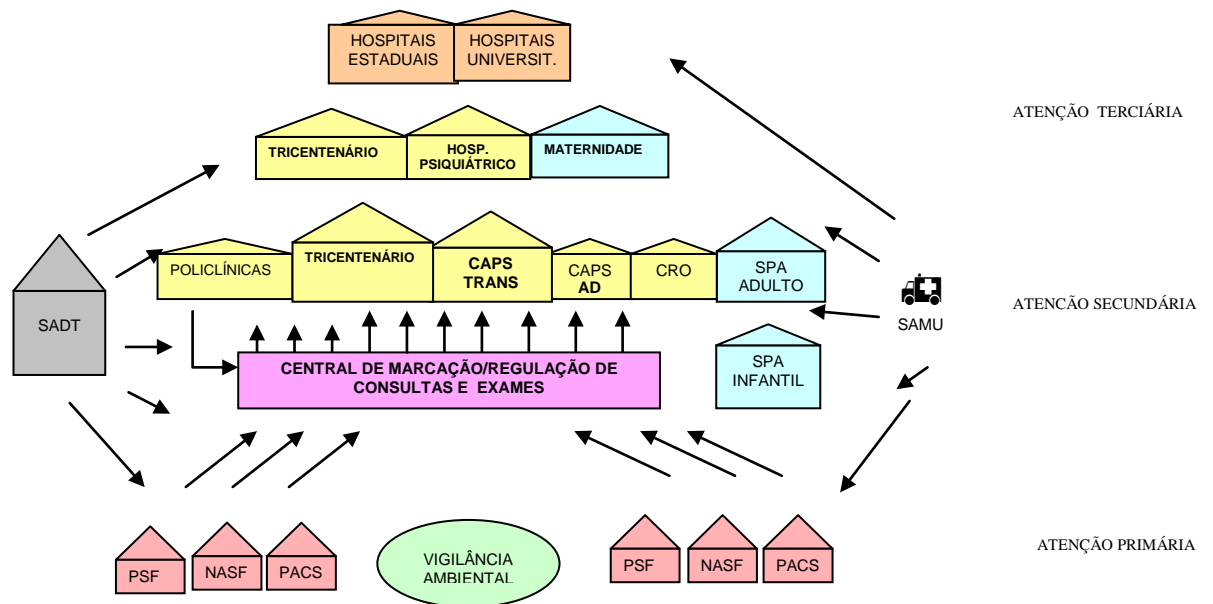 HOSPITAIS
ESTADUAIS
HOSPITAIS
UNIVERSIT.
ATENÇÃO TERCIÁRIA
TRICENTENÁRIO
HOSP.
PSIQUIÁTRICO
MATERNIDADE
POLICLÍNICAS
TRICENTENÁRIO
CAPS
TRANS
CAPS
AD
CRO
SPA
ADULTO
SADT
SAMU
ATENCÃO SECUNDÁRIA
CENTRAL DE MARCAÇÃO/REGULAÇÃO DE
CONSULTAS E EXAMES
SPA
INFANTIL
PSF
NASF
PACS
VIGILÂNCIA
AMBIENTAL
PSF
NASF
PACS
ATENÇÃO PRIMÁRIA